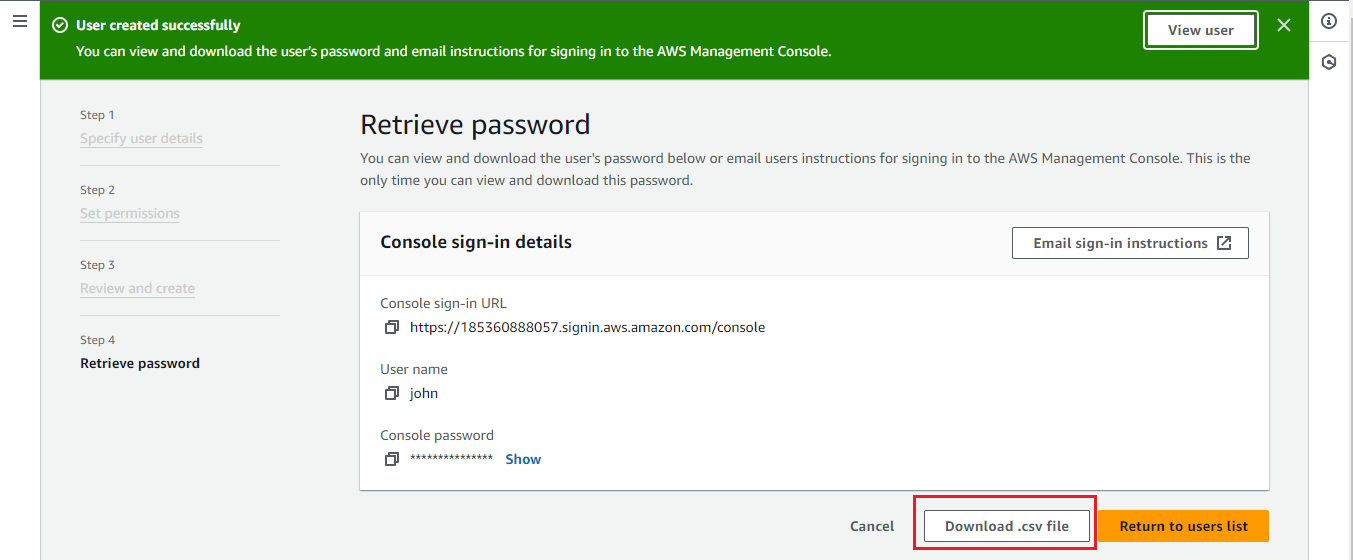 User created successfully
You can view and download the user's password and email instructions for signing in to the AWS Management Console.
View user
Step 1
Specify user details
Step 2
Set permissions
Step 3
Review and create
Step 4
Retrieve password
Retrieve password
You can view and download the user's password below or email users instructions for signing in to the AWS Management Console. This is the
only time you can view and download this password.
Console sign-in details
Email sign-in instructions
Console sign-in URL
https://185360888057.signin.aws.amazon.com/console
User name
john
Console password
*************** Show
Cancel
Download .csv file
Return to users list